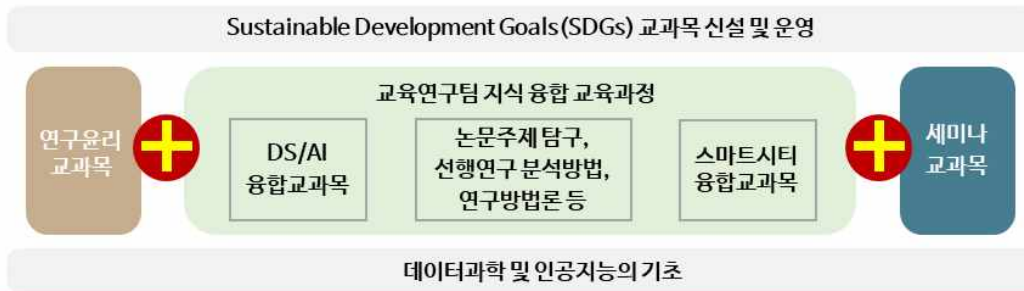 Sustainable Development Goals(SDGs) 교과목 신설 및 운영
교육연구팀 지식 융합 교육과정
연구윤리
교과목
DS/AI
융합교과목
논문주제 탐구,
선행연구 분석방법,
연구방법론 등
스마트시티
융합교과목
세미나
교과목
데이터과학 및 인공지능의 기초